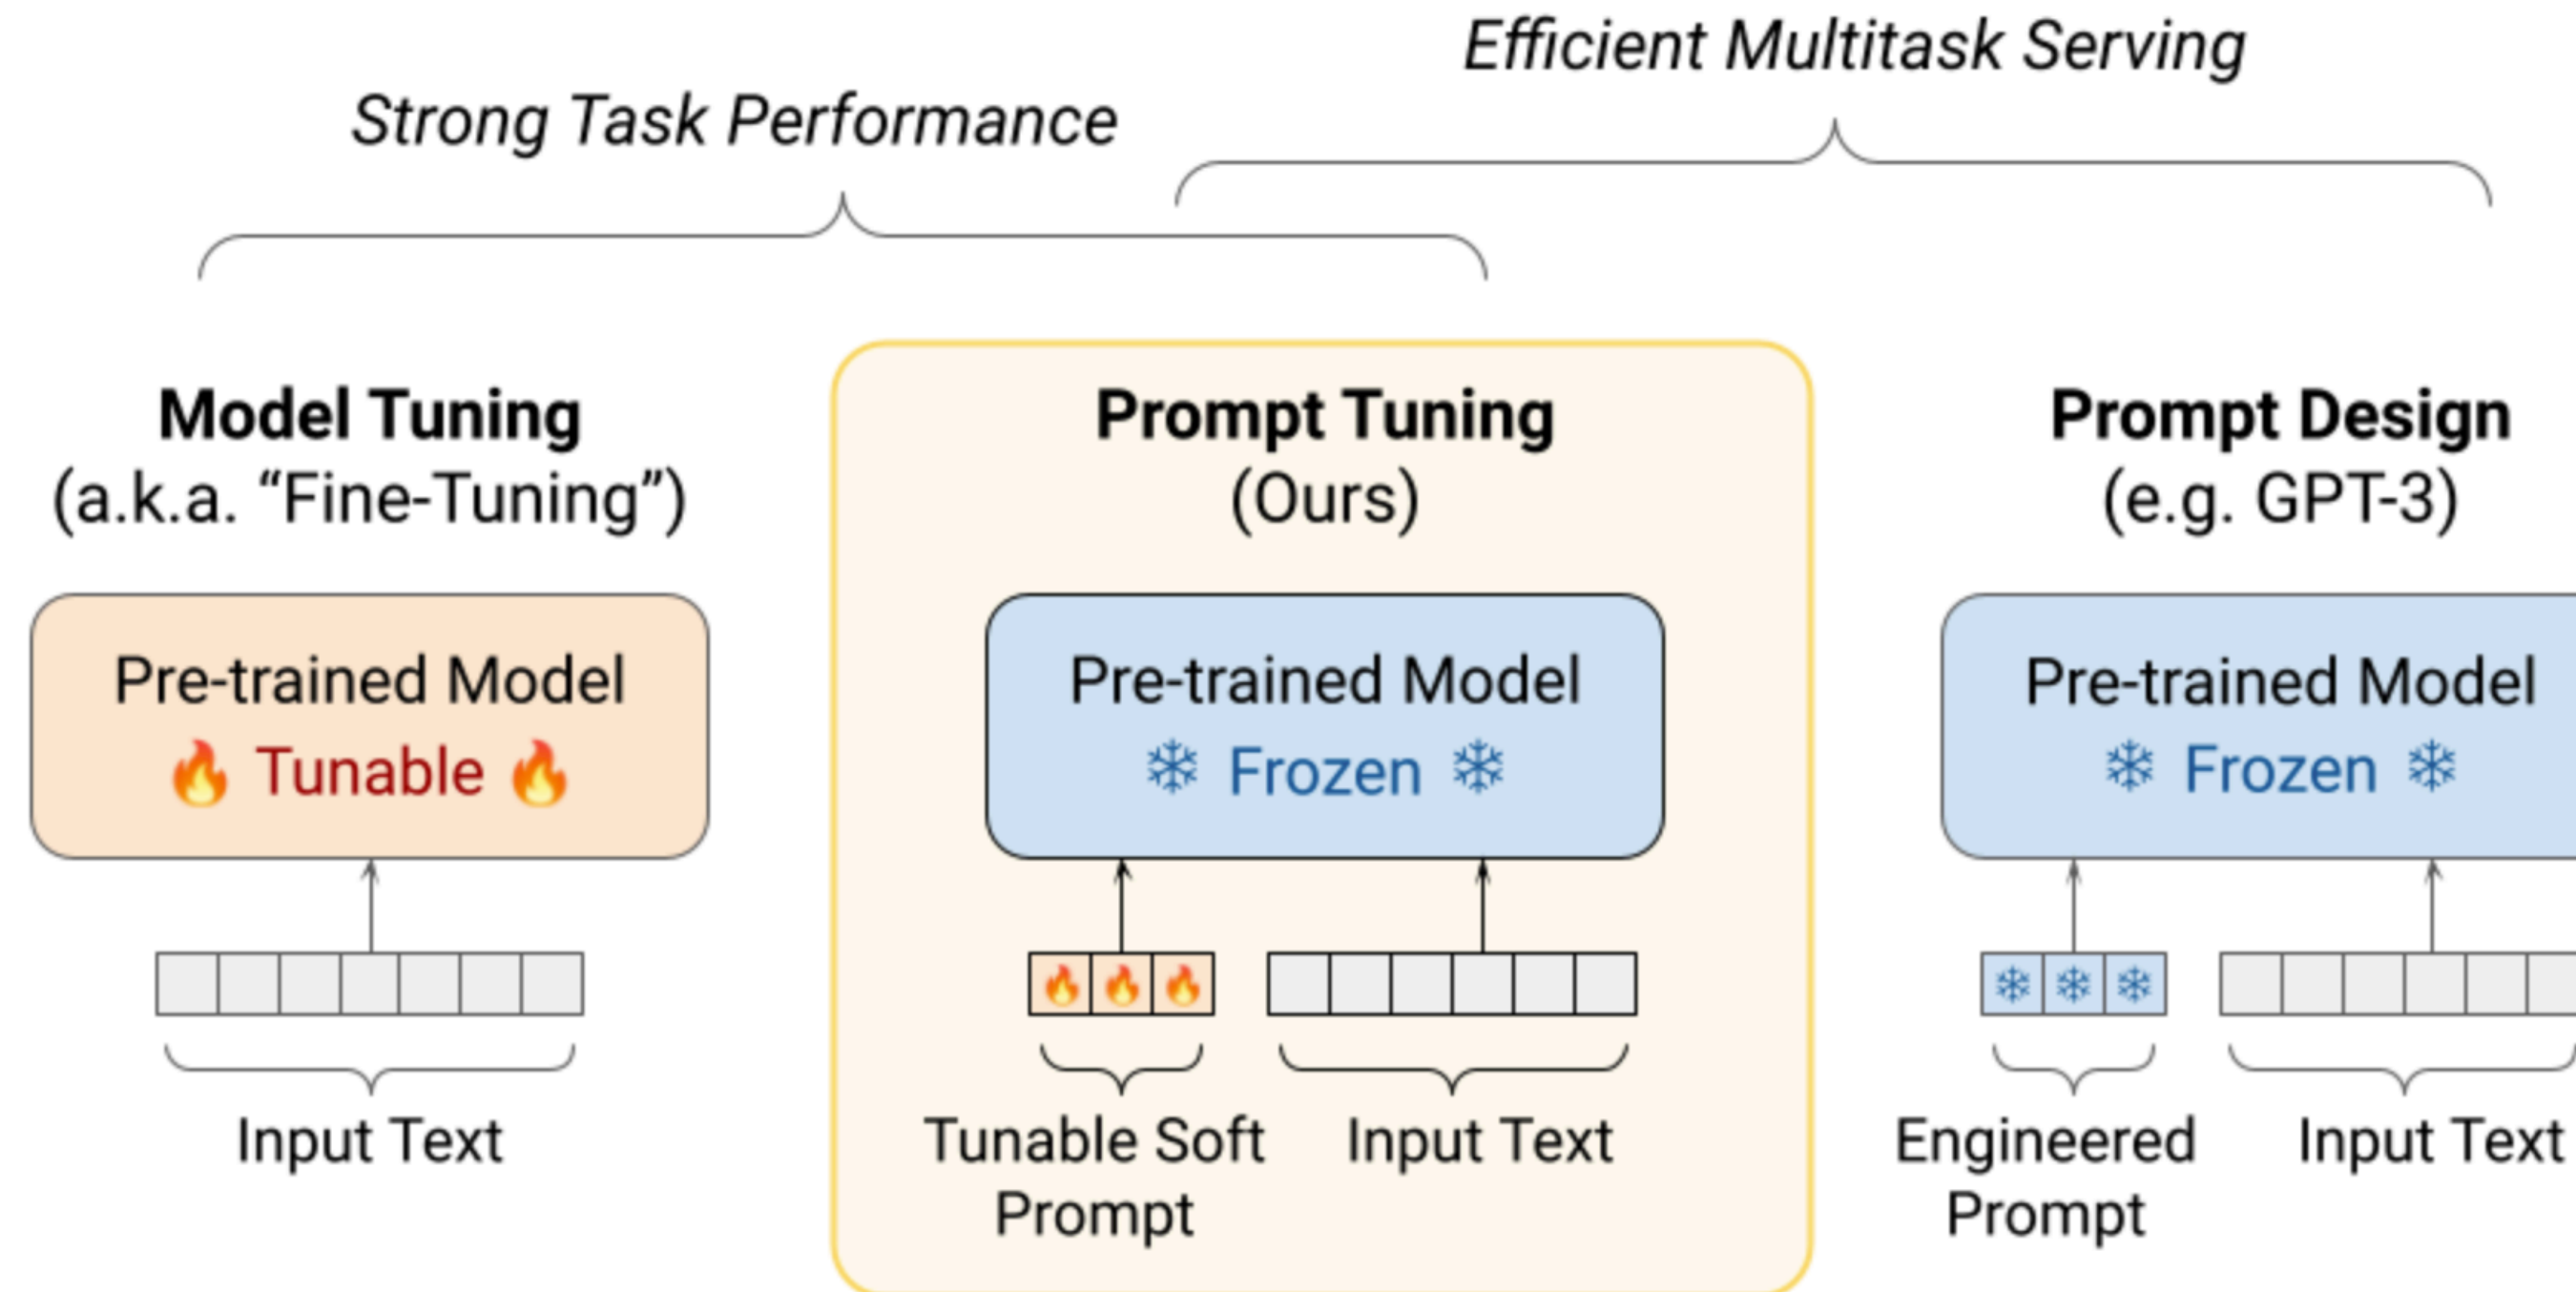 Efficient Multitask Serving
Strong Task Performance
Model Tuning
(a.k.a. “Fine-Tuning”)
Pre-trained Model
🔥 Tunable 🔥
Input Text
Prompt Tuning
(Ours)
Pre-trained Model
❄ Frozen ❄
Tunable Soft
Prompt
Input Text
Prompt Design
(e.g. GPT-3)
Pre-trained Model
❄ Frozen ❄
Engineered
Prompt
Input Text